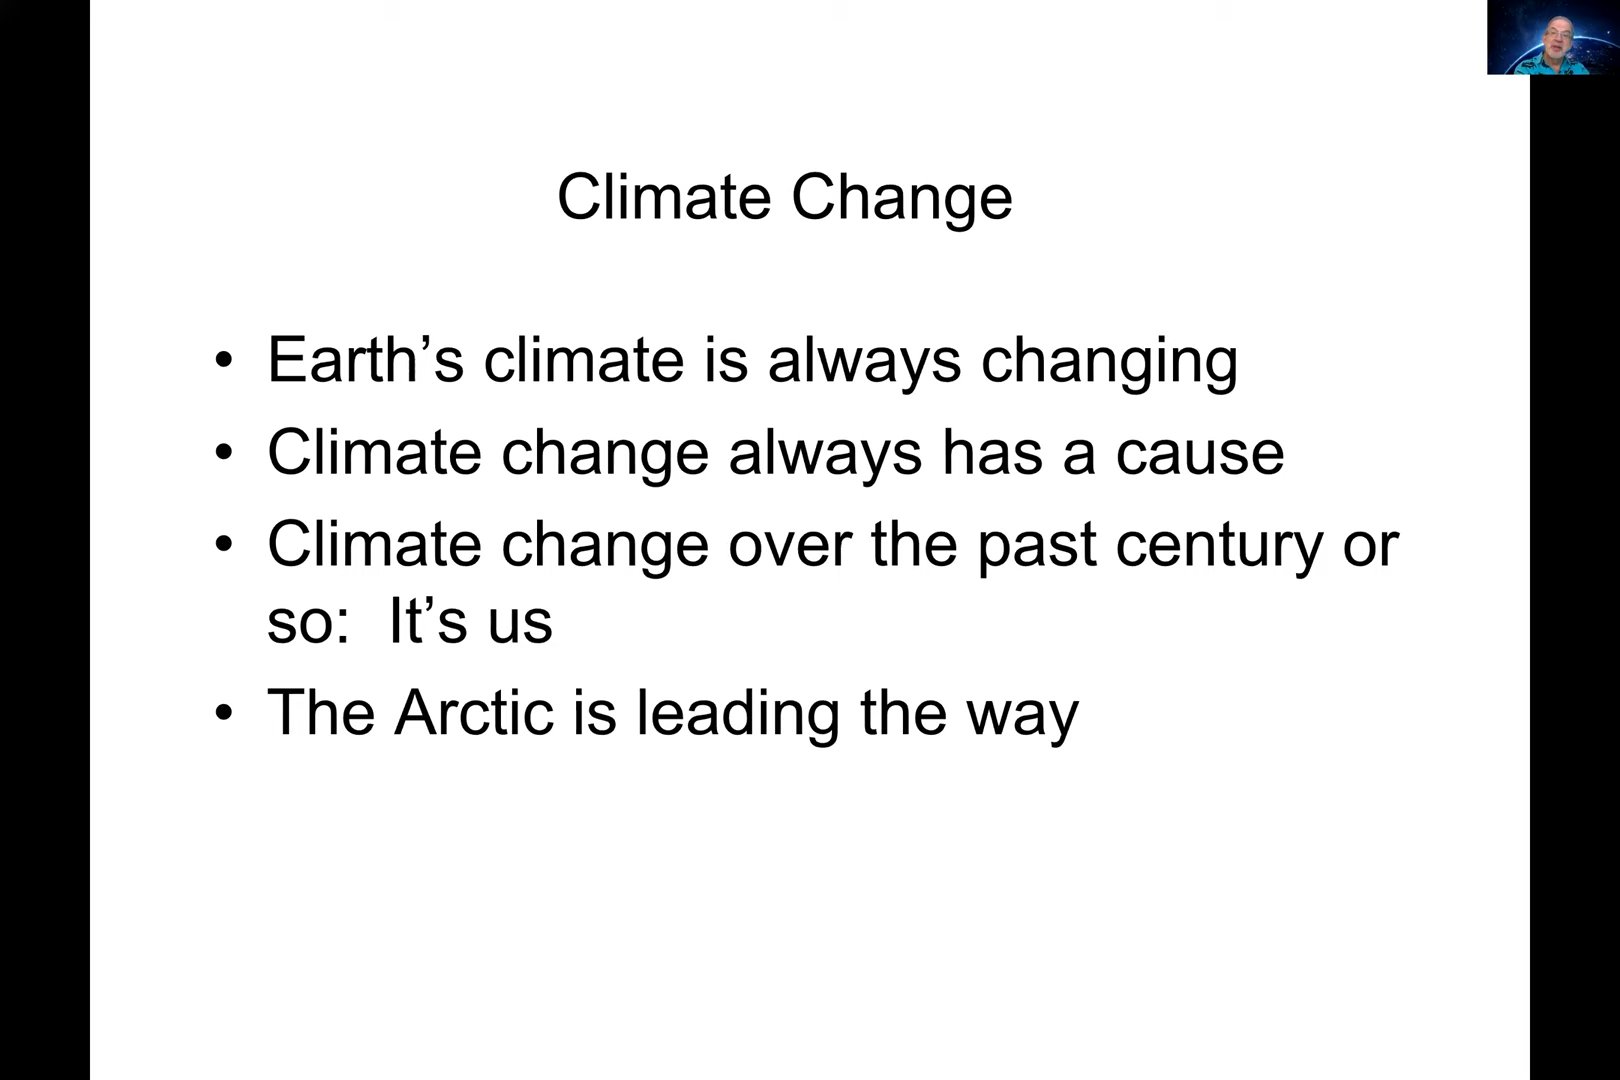 Climate Change
• Earth’s climate is always changing
• Climate change always has a cause
• Climate change over the past century or
so:  It’s us
• The Arctic is leading the way